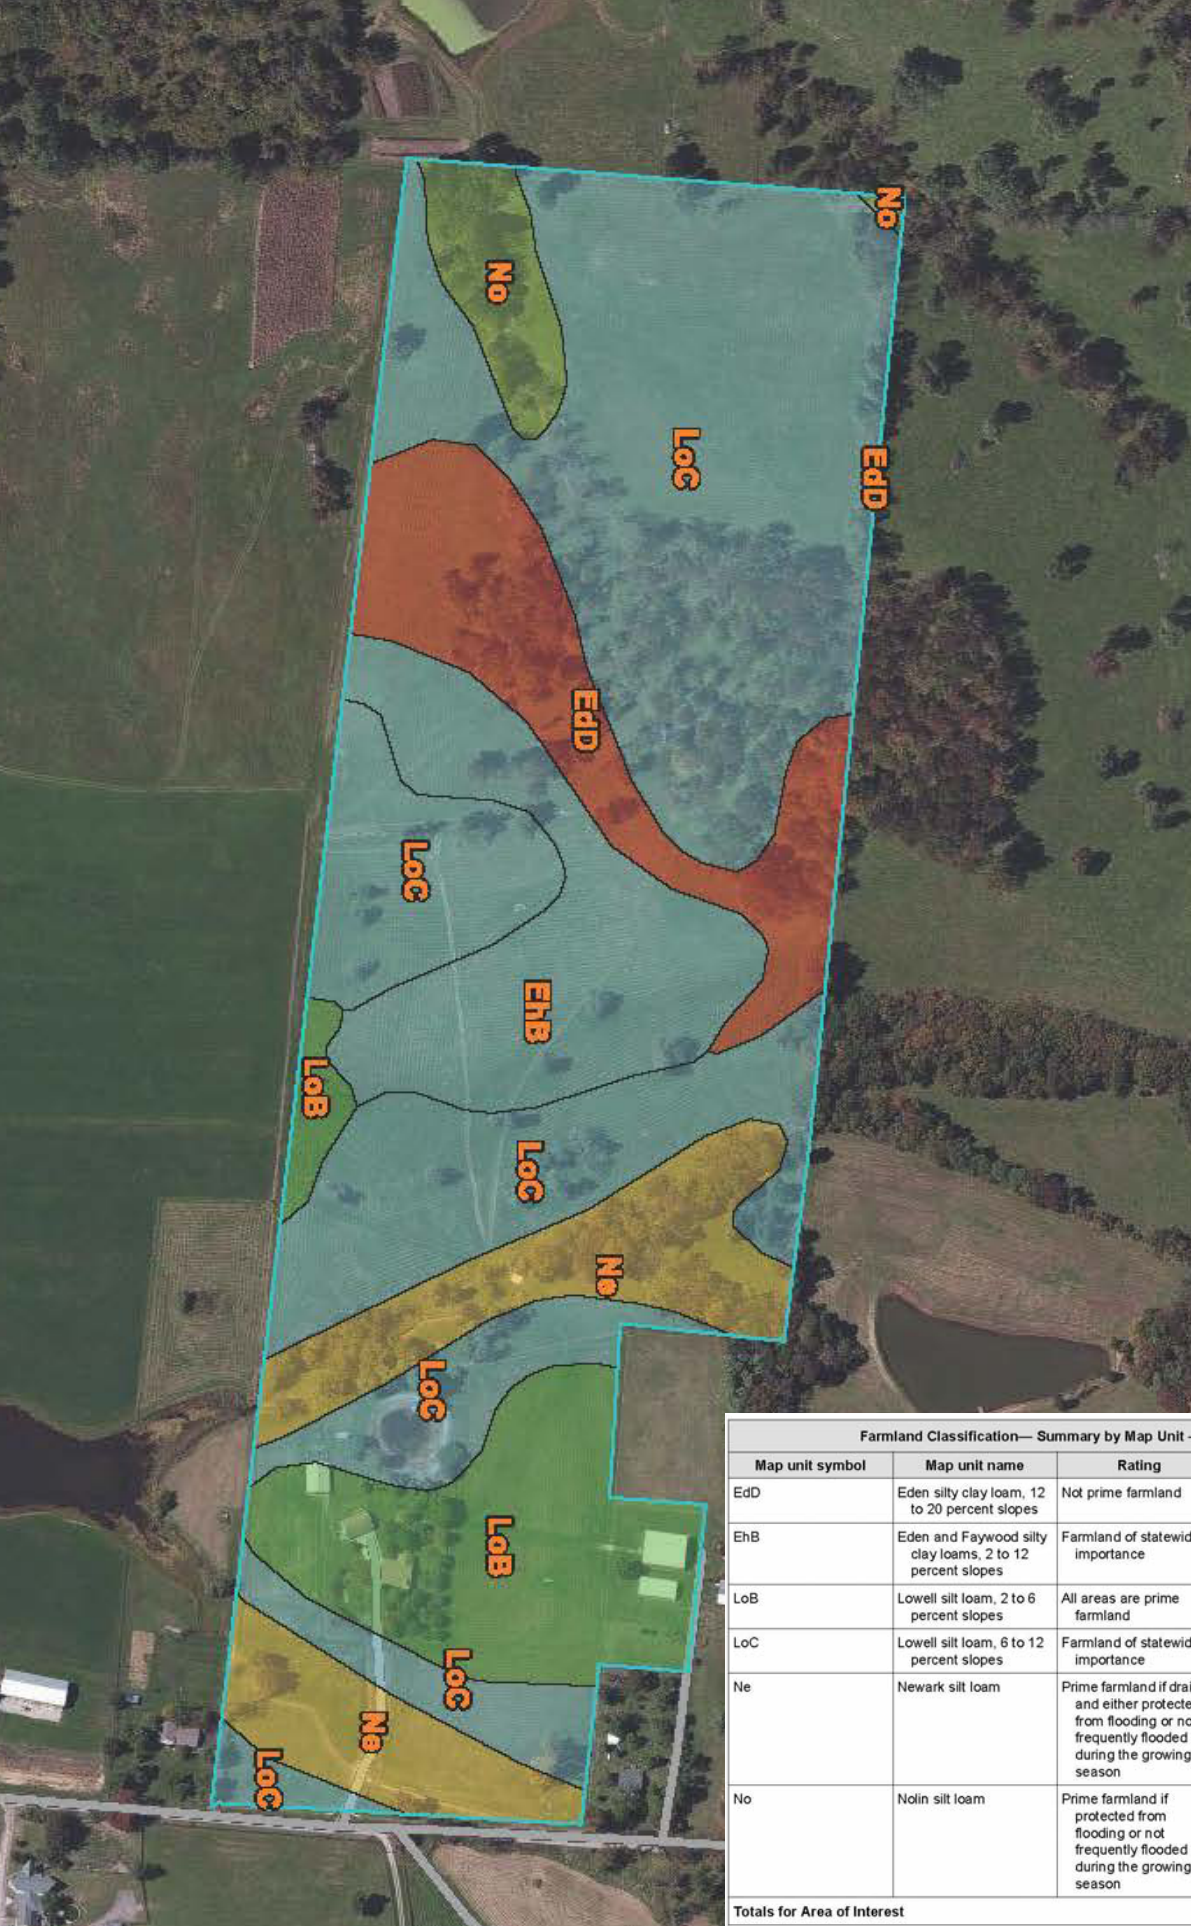 No
No
LoC
EdD
EdD
LoC
EhB
LoB
LoC
Ne
LoC
LoB
LoC
Ne
LoC
Farmland Classification— Summary by Map Unit
Map unit symbol Map unit name Rating
EdD Eden silty clay loam, 12 Not prime farmland
to 20 percent slopes
EhB Eden and Faywood silty Farmland of
clay loams, 2 to 12 importance
percent slopes
LoB Lowell silt loam, 2 to 6 All areas are prime
percent slopes farmland
LoC Lowell silt loam, 6 to 12 Farmland of
percent slopes importance
Ne Newark silt loam Prime farmland if
and either
from flooding or
frequently flooded
during the growing
season
No Nolin silt loam Prime farmland if
protected from
flooding or not
frequently flooded
during the growing
season
Totals for Area of Interest